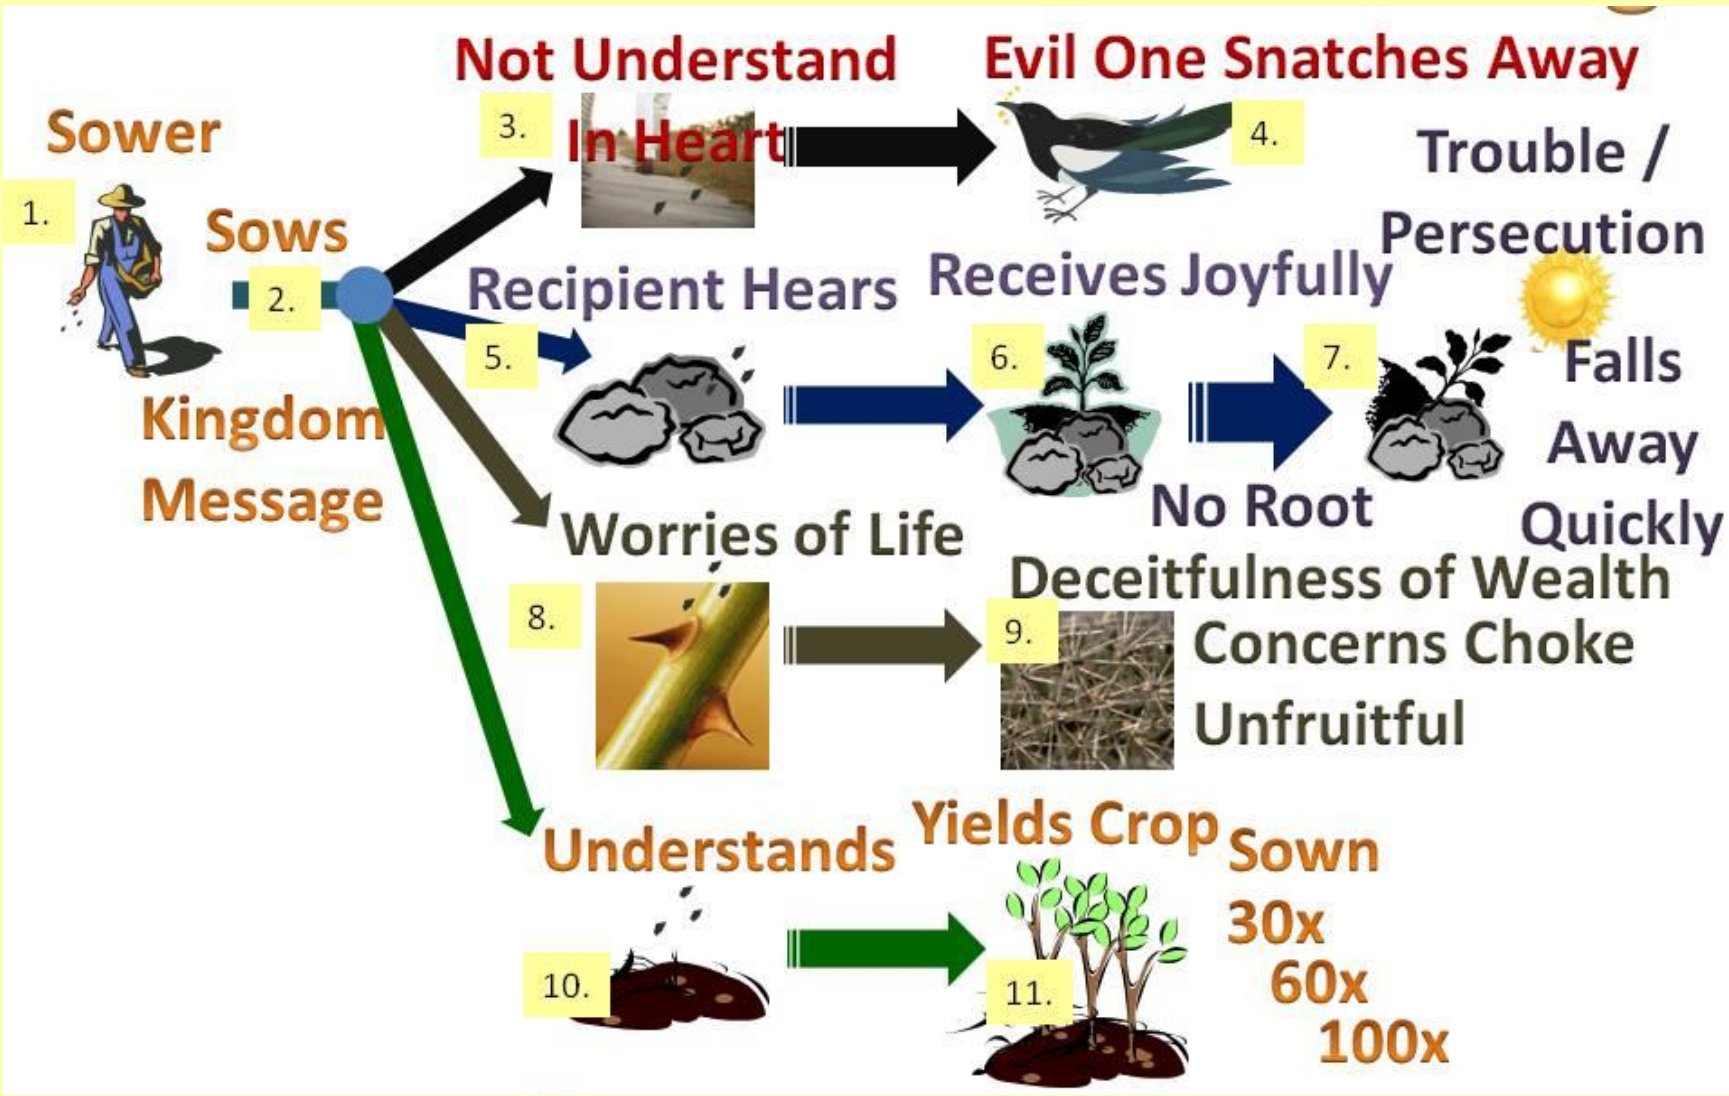 Sower
1.
Sows
2.
Kingdom
Message
Not Understand
3.
In Heart
Evil One Snatches Away
4.
Recipient Hears
5.
Receives Joyfully
6.
No Root
Trouble /
Persecution
7.
Falls
Away
Quickly
Worries of Life
8.
Deceitfulness of Wealth
9.
Concerns Choke
Unfruitful
Understands
10.
Yields Crop
11.
Sown
30x
60x
100x